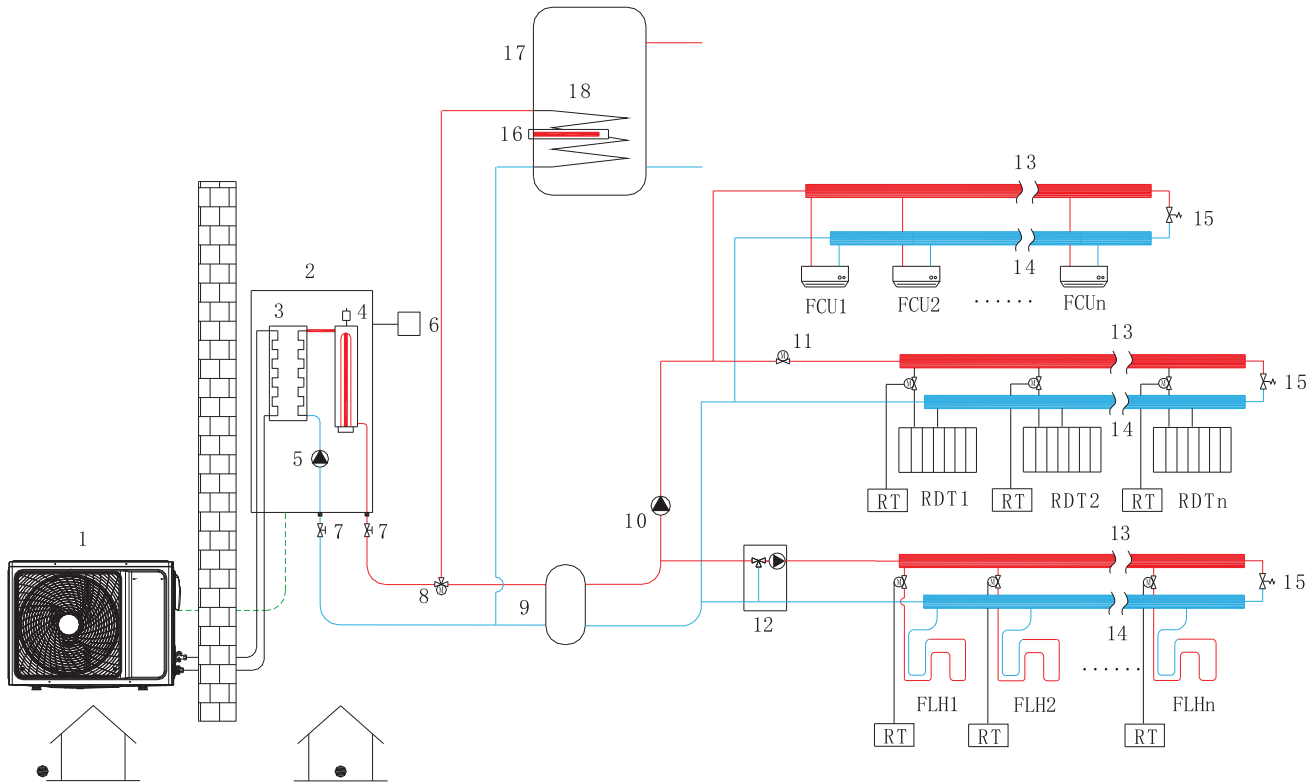 17
18
16
13
15
14
FCU1
FCU2
......
FCUn
2
3
4
6
11
13
M
15
M
M
M
14
5
RT
RDT1
RT
RDT2
RT
RDTn
10
7
7
1
13
8
M
9
12
M
M
M
15
14
......
FLH1
FLH2
FLHn
RT
RT
RT